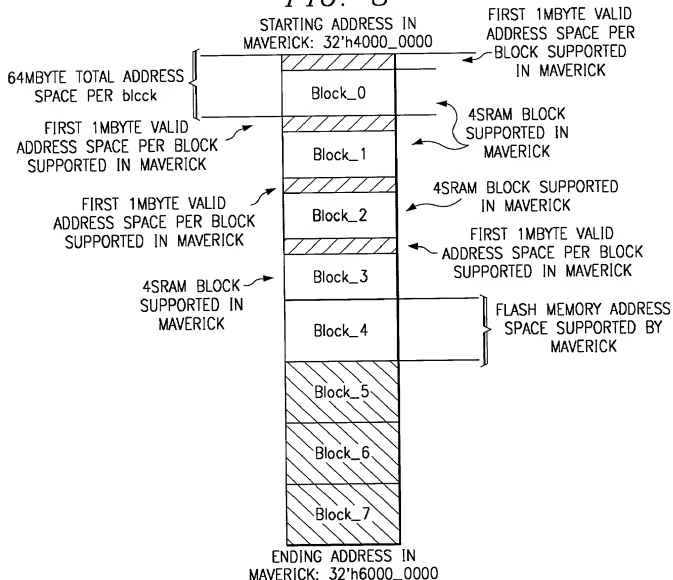 STARTING ADDRESS IN
MAVERICK: 32'h4000_0000
FIRST 1MBYTE VALID
ADDRESS SPACE PER
BLOCK SUPPORTED
IN MAVERICK
64MBYTE TOTAL ADDRESS
SPACE PER blcck
Block_0
4SRAM BLOCK
SUPPORTED IN
MAVERICK
FIRST 1MBYTE VALID
ADDRESS SPACE PER BLOCK
SUPPORTED IN MAVERICK
Block_1
FIRST 1MBYTE VALID
ADDRESS SPACE PER BLOCK
SUPPORTED IN MAVERICK
4SRAM BLOCK SUPPORTED
IN MAVERICK
Block_2
FIRST 1MBYTE VALID
ADDRESS SPACE PER BLOCK
SUPPORTED IN MAVERICK
4SRAM BLOCK
SUPPORTED IN
MAVERICK
Block_3
Block_4
FLASH MEMORY ADDRESS
SPACE SUPPORTED BY
MAVERICK
Block_5
Block_6
Block_7
ENDING ADDRESS IN
MAVERICK: 32'h6000_0000